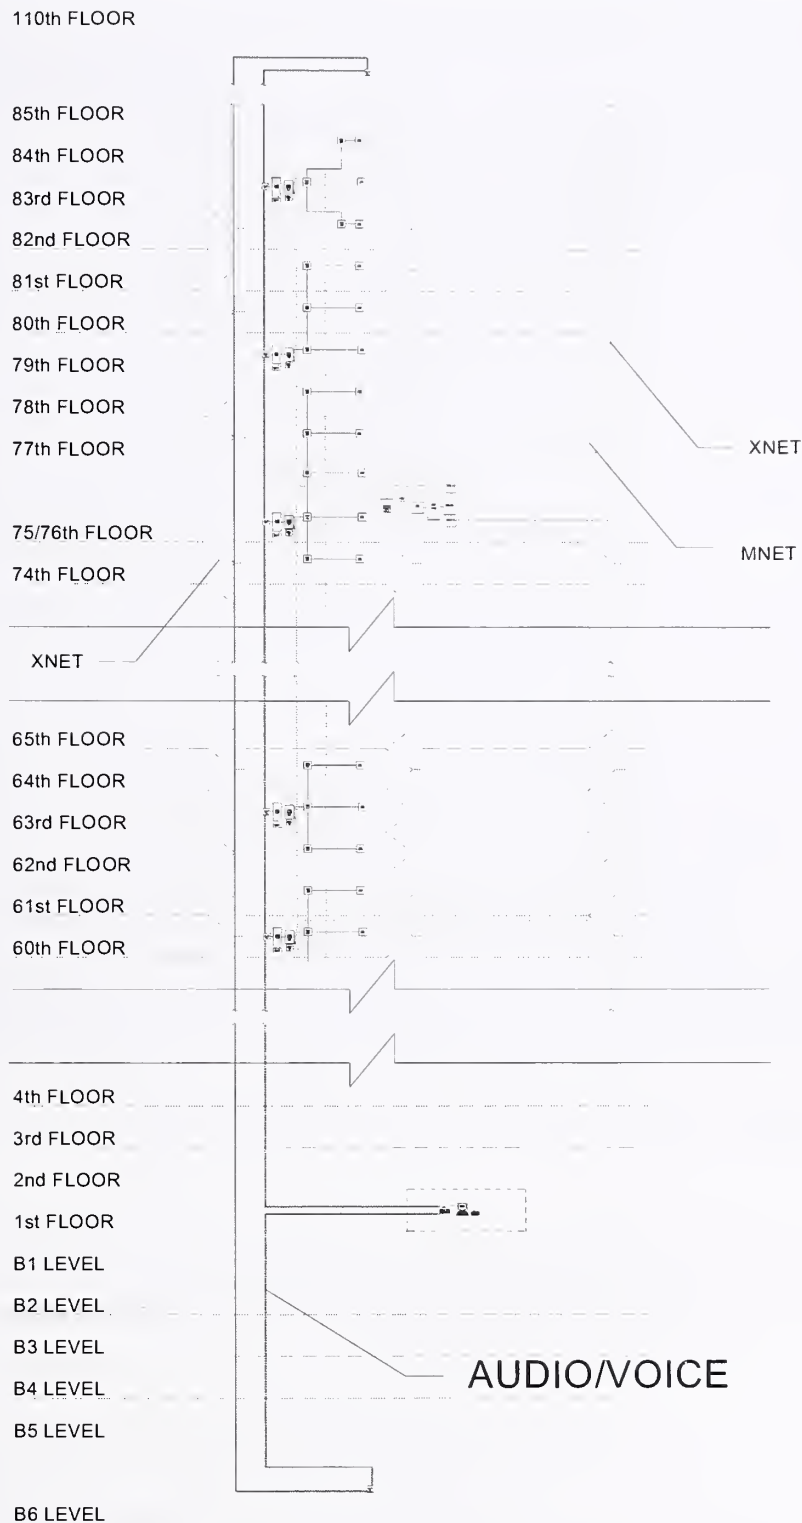 110th FLOOR
85th FLOOR
84th FLOOR
83rd FLOOR
82nd FLOOR
81st FLOOR
80th FLOOR
79th FLOOR
78th FLOOR
77th FLOOR
XNET
75/76th FLOOR
MNET
74th FLOOR
XNET
65th FLOOR
64th FLOOR
63rd FLOOR
62nd FLOOR
61st FLOOR
60th FLOOR
4th FLOOR
3rd FLOOR
2nd FLOOR
1st FLOOR
B1 LEVEL
B2 LEVEL
B3 LEVEL
AUDIO/VOICE
B4 LEVEL
B5 LEVEL
B6 LEVEL